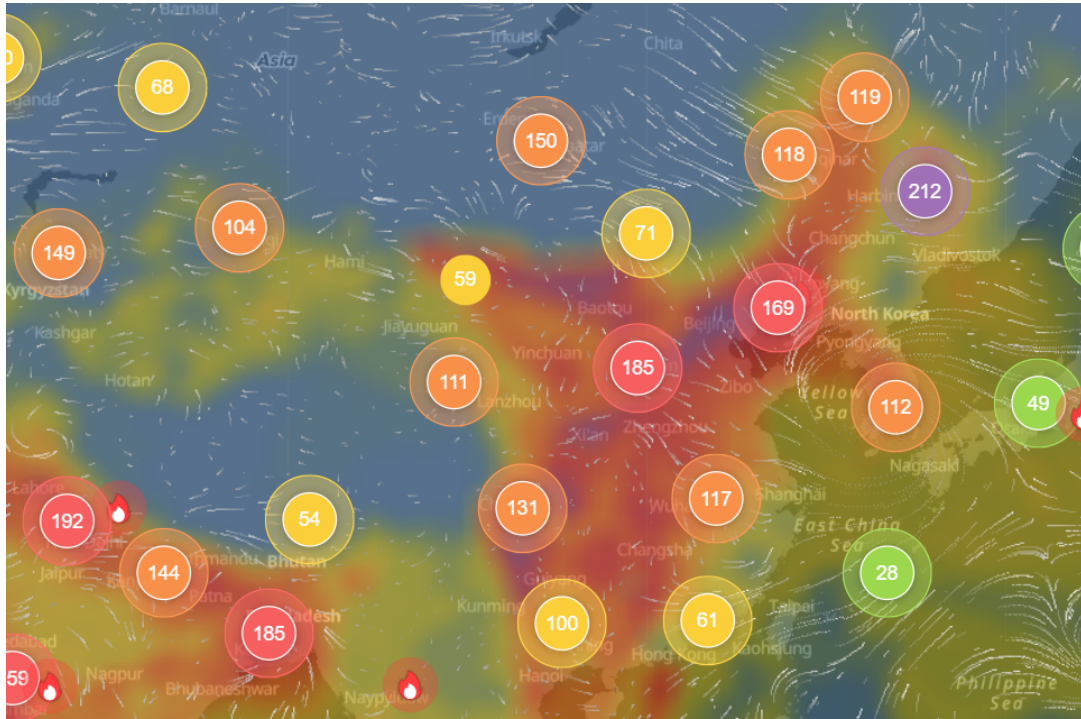 Barnaul
Irkutsk
Chita
Asia
68
119
150
118
Harbin
212
149
104
71
Changchun
Hami
Vladivostok
59
Kyrgyzstan
Baotou
169
North Korea
Beijing
Kashgar
Jiayuguan
Pyongyang
Yinchuan
185
Hotan
111
Zibo
Yellow
Sea
112
49
Lanzhou
Zhengzhou
Xi'an
Nagasaki
Lahore
192
54
131
117
Shanghai
East China
Sea
Changsha
Bhutan
Jaipur
144
Patna
28
Guiyang
Kunming
Taipei
185
100
61
Hong Kong
Kaohsiung
Nagpur
Hanoi
59
Bhubaneswar
Naypyidaw
Philippine
Sea